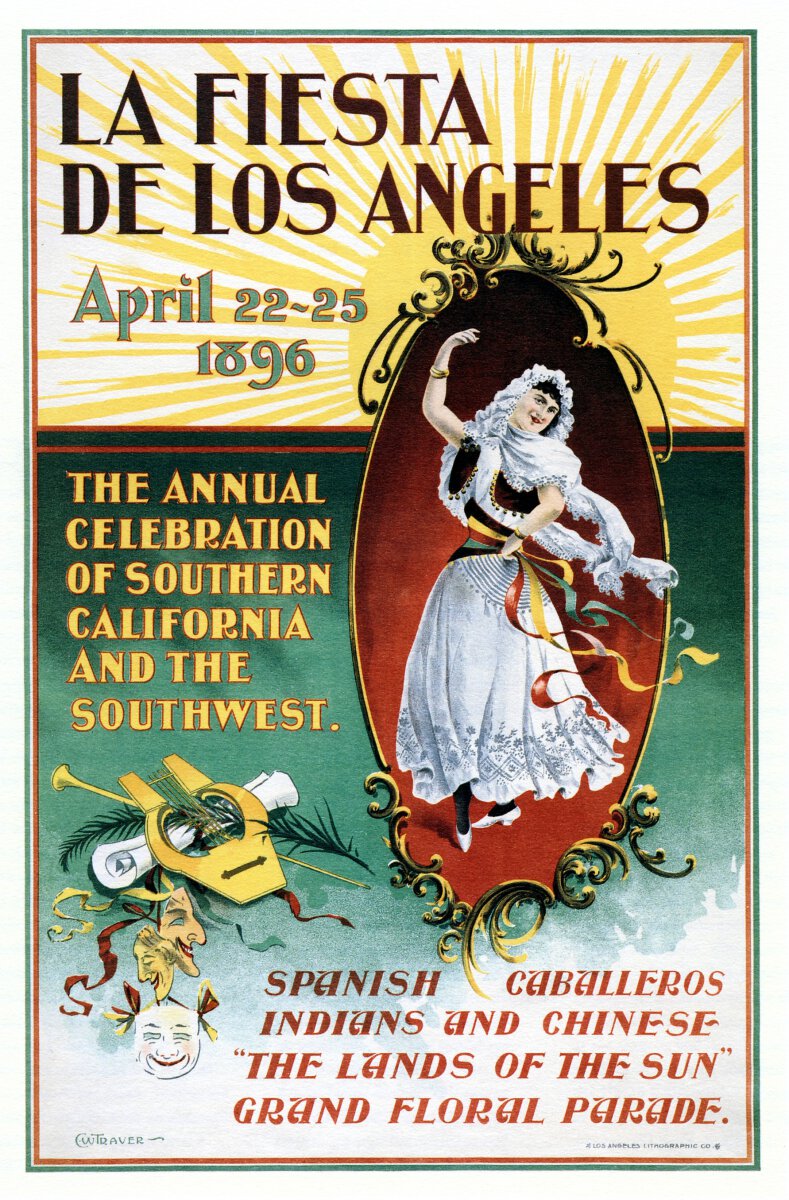 LA FIESTA
DE LOS ANGELES
April 22-25
1896
THE ANNUAL
CELEBRATION
OF SOUTHERN
CALIFORNIA
AND THE
SOUTHWEST.
SPANISH CABALLEROS
INDIANS AND CHINESE
"THE LANDS OF THE SUN"
GRAND FLORAL PARADE.
CWTRAVER
LOS ANGELES LITHOGRAPHIC CO.